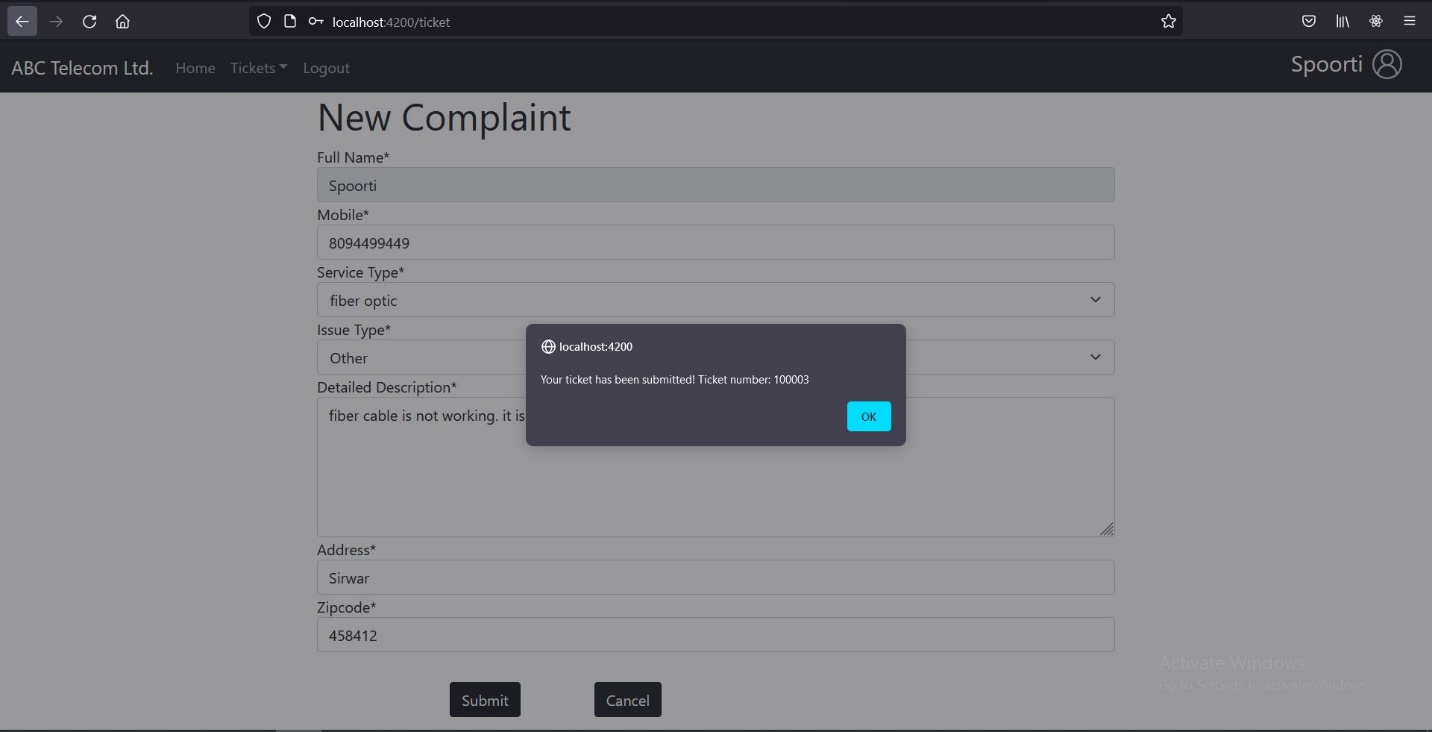 localhost:4200/ticket
ABC Telecom Ltd. Home Tickets Logout Spoorti
New Complaint
Full Name*
Spoorti
Mobile*
8094499449
Service Type*
fiber optic
Issue Type*
Other
localhost:4200
Your ticket has been submitted! Ticket number: 100003
OK
Detailed Description*
fiber cable is not working. it is
Address*
Sirwar
Zipcode*
458412
Activate Windows
Go to Settings to activate Windows.
Submit Cancel